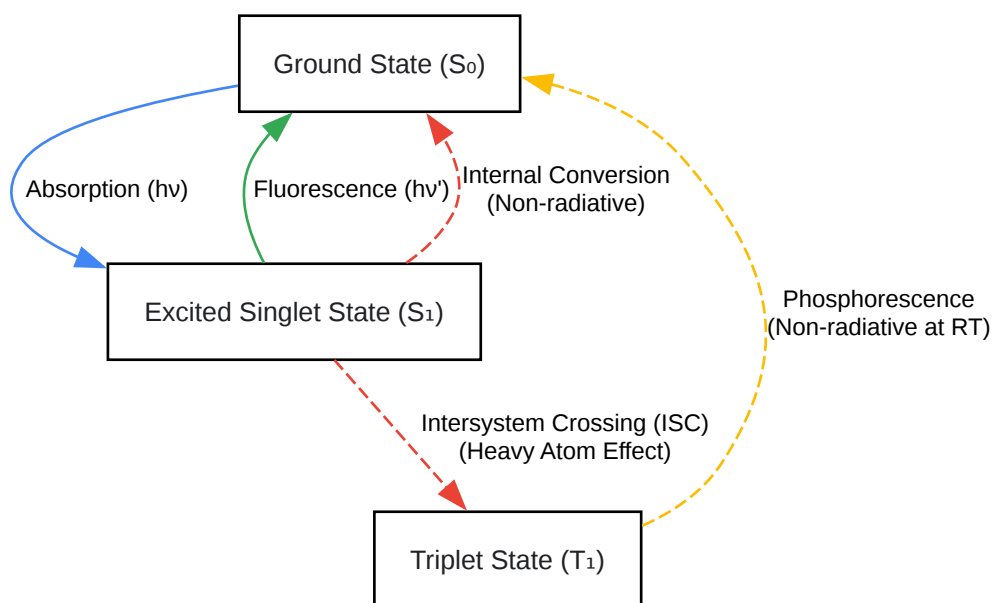 Ground State (S₀)
Absorption (hν)
Fluorescence (hν')
Internal Conversion
(Non-radiative)
Excited Singlet State (S₁)
Phosphorescence
(Non-radiative at RT)
Intersystem Crossing (ISC)
(Heavy Atom Effect)
Triplet State (T₁)